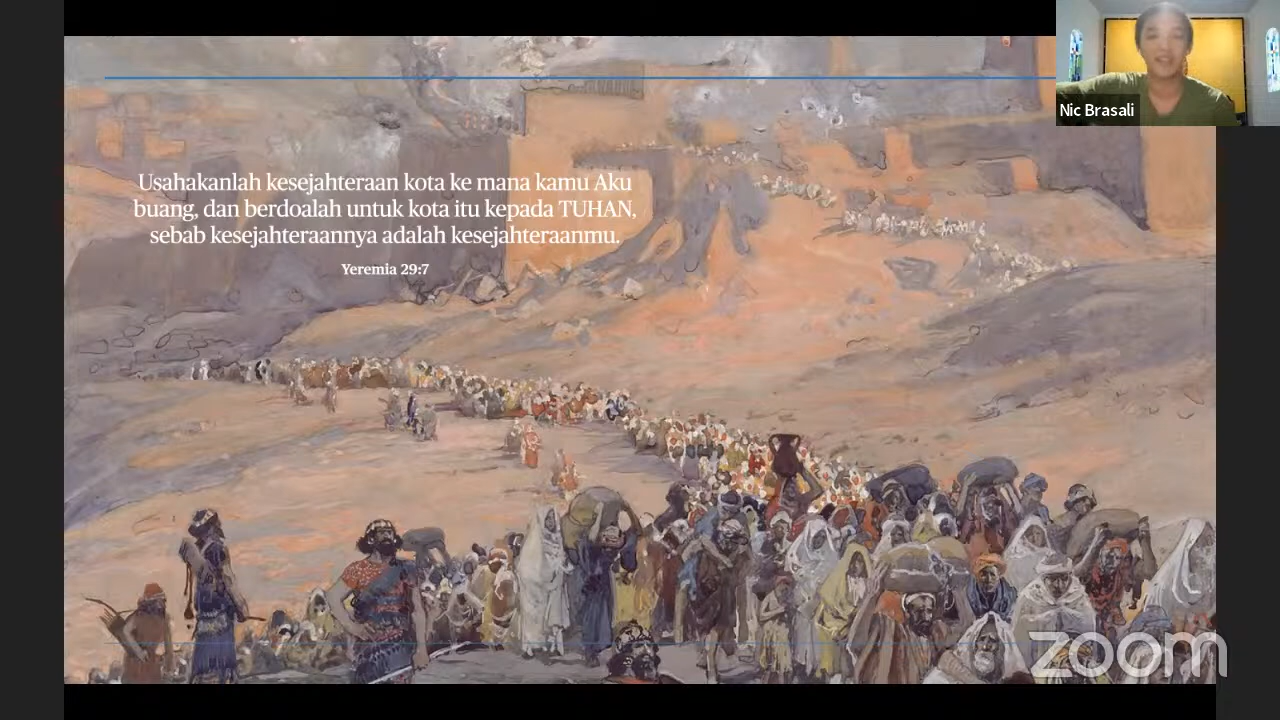 Usahakanlah kesejahteraan kota ke mana kamu Aku
buang, dan berdoalah untuk kota itu kepada TUHAN,
sebab kesejahteraannya adalah kesejahteraanmu.
Yeremia 29:7
Nic Brasali
zoom